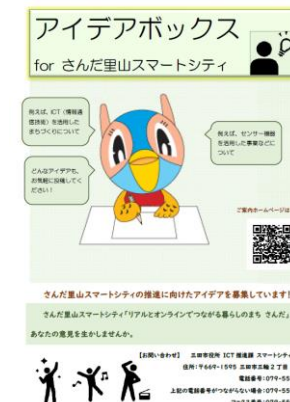 アイデアボックス
for さんだ里山スマートシティ
例えば、ICT（情報通
信技術）を活用した
まちづくりについて
どんなアイデアも、
お気軽に投稿してく
ださい！
例えば、センサー機器
を活用した事業などに
ついて
ご案内ホームページは
さんだ里山スマートシティの推進に向けたアイデアを募集しています！
さんだ里山スマートシティ「リアルとオンラインでつながる暮らしのまち さんだ」
あなたの意見を生かしませんか。
【お問い合わせ】 三田市役所 ICT推進課 スマートシティ
住所：〒669-1595 三田市三輪2丁目
電話番号：079-55
上記の電話番号がつながらない場合：079-55
ファクス番号：079-55